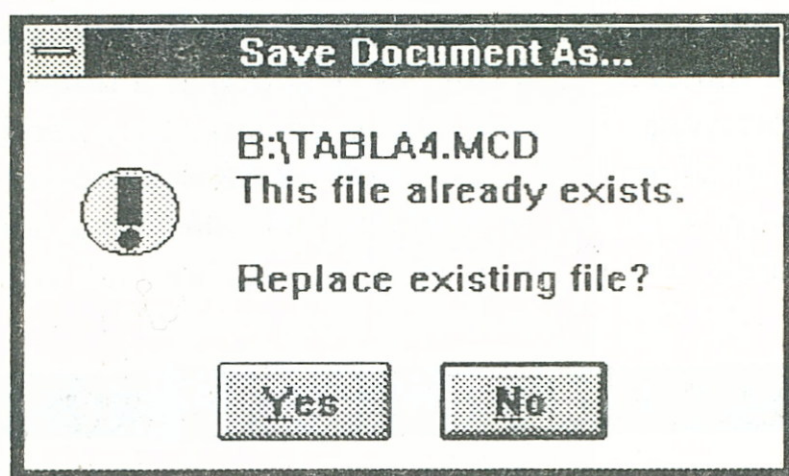 Save Document As...
B:\TABLA4.MCD
This file already exists.
Replace existing file?
Yes No